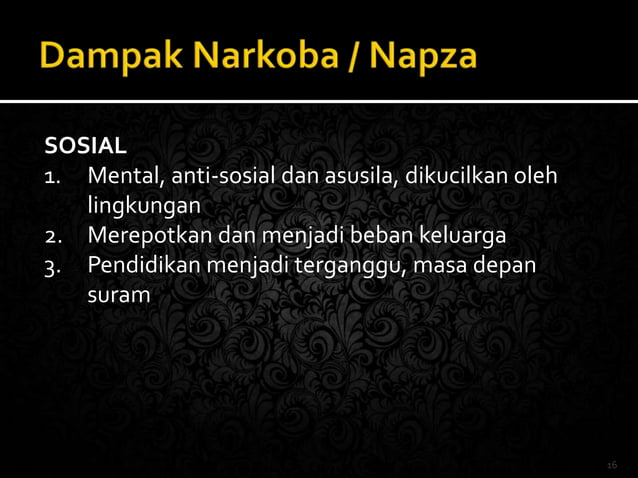 Dampak Narkoba / Napza
SOSIAL
1. Mental, anti-sosial dan asusila, dikucilkan oleh
lingkungan
2. Merepotkan dan menjadi beban keluarga
3. Pendidikan menjadi terganggu, masa depan
suram
16